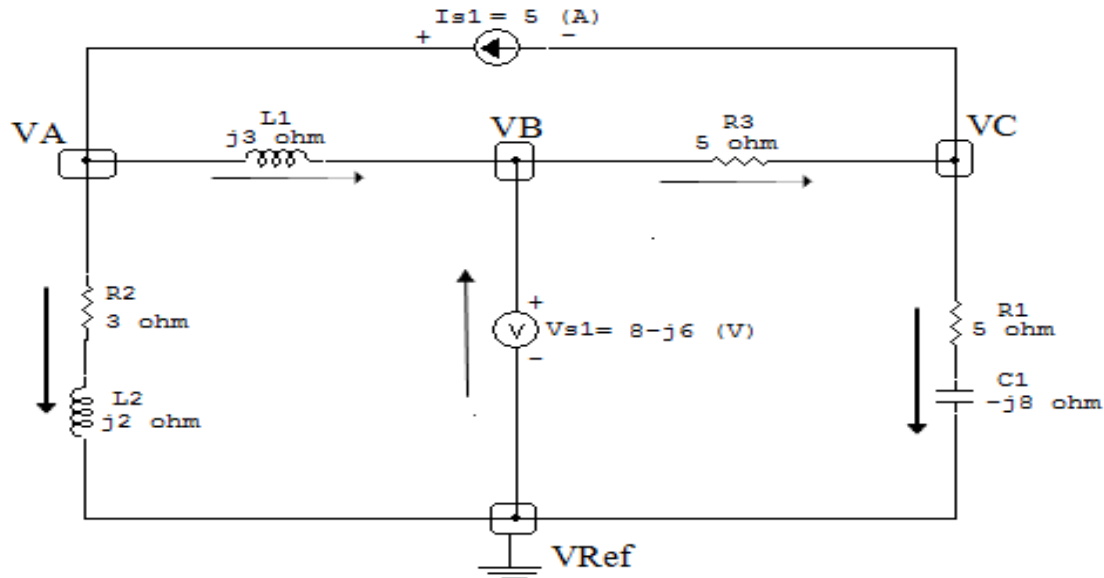 Is1 = 5 (A)
+ -
VA
L1
j3 ohm
VB
R3
5 ohm
VC
R2
3 ohm
L2
j2 ohm
+
V
Vs1= 8-j6 (V)
-
R1
5 ohm
C1
-j8 ohm
VRef